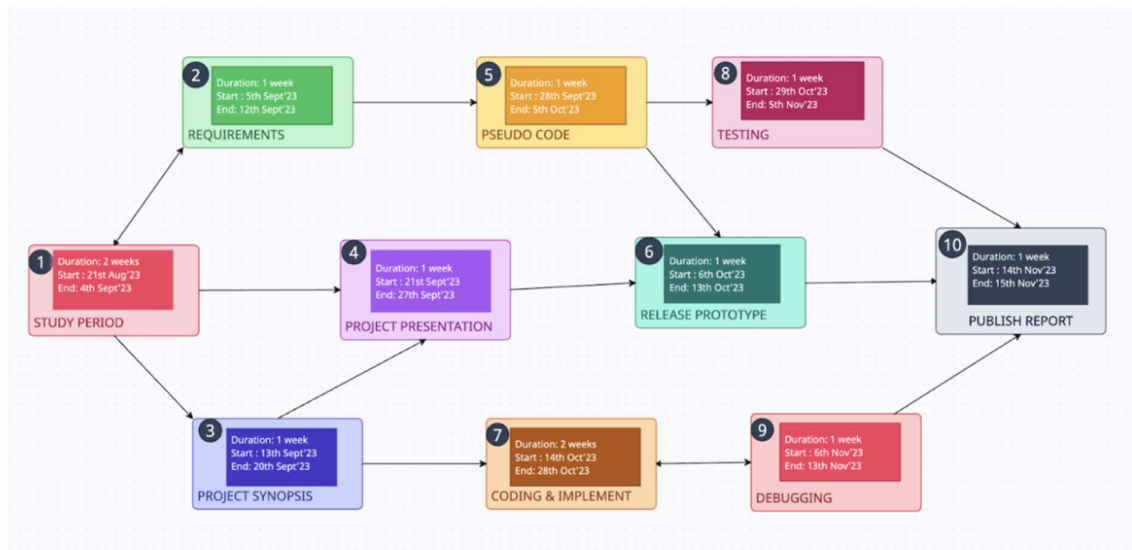 2
Duration: 1 week
Start : 5th Sept'23
End: 12th Sept'23
REQUIREMENTS
5
Duration: 1 week
Start : 28th Sept'23
End: 5th Oct'23
PSEUDO CODE
8
Duration: 1 week
Start : 29th Oct'23
End: 5th Nov'23
TESTING
1
Duration: 2 weeks
Start : 21st Aug'23
End: 4th Sept'23
STUDY PERIOD
4
Duration: 1 week
Start : 21st Sept'23
End: 27th Sept'23
PROJECT PRESENTATION
6
Duration: 1 week
Start : 6th Oct'23
End: 13th Oct'23
RELEASE PROTOTYPE
10
Duration: 1 week
Start : 14th Nov'23
End: 15th Nov'23
PUBLISH REPORT
3
Duration: 1 week
Start : 13th Sept'23
End: 20th Sept'23
PROJECT SYNOPSIS
7
Duration: 2 weeks
Start : 14th Oct'23
End: 28th Oct'23
CODING & IMPLEMENT
9
Duration: 1 week
Start : 6th Nov'23
End: 13th Nov'23
DEBUGGING